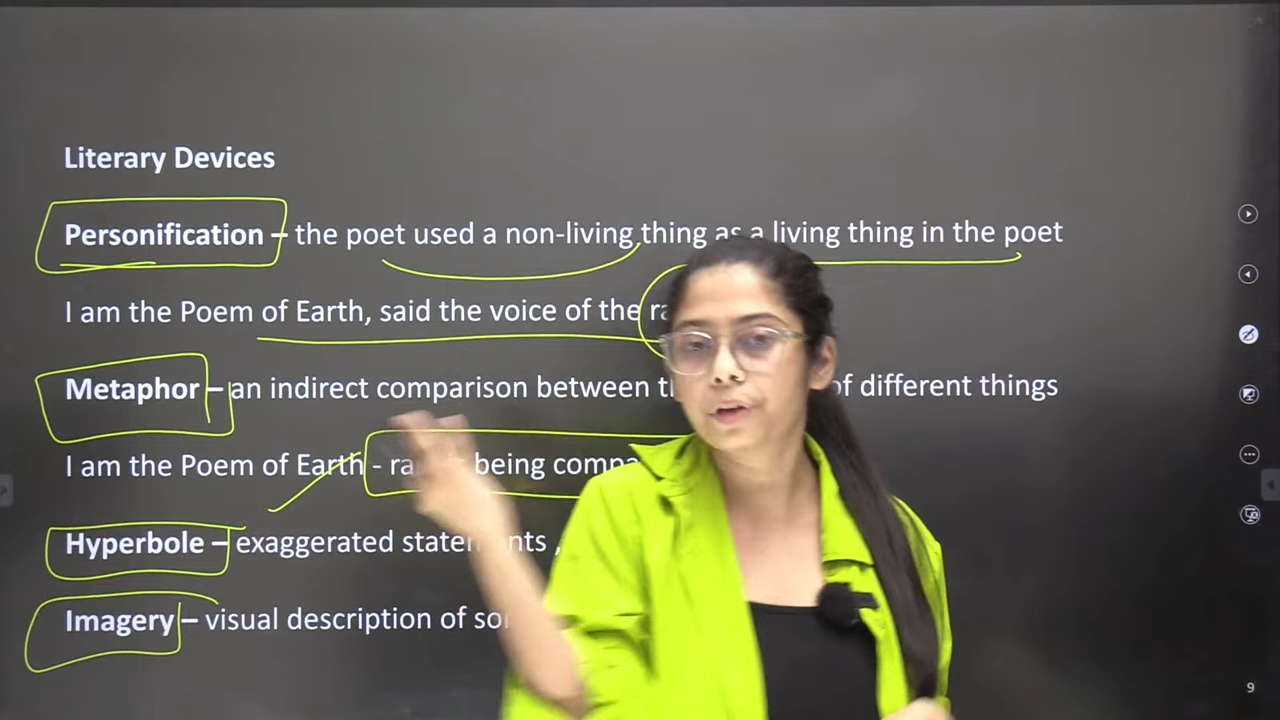 Literary Devices
Personification – the poet used a non-living thing as a living thing in the poet
I am the Poem of Earth, said the voice of the
Metaphor – an indirect comparison between of different things
I am the Poem of Earth - being
Hyperbole – exaggerated ,
Imagery – visual description of
9